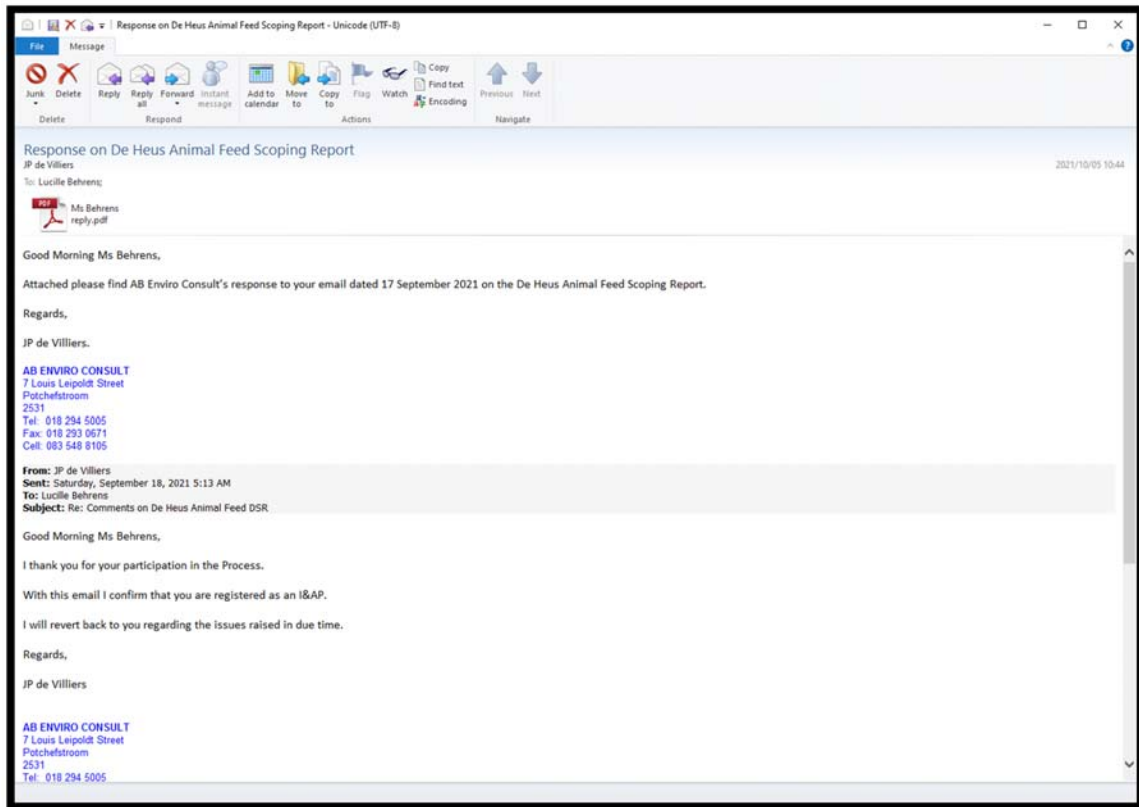 Response on De Heus Animal Feed Scoping Report - Unicode (UTF-8)
File Message
Junk Delete Reply Reply all Forward Instant message Add to calendar Move to Copy to Flag Watch Copy Find text Encoding Previous Next
Delete Respond Actions Navigate
Response on De Heus Animal Feed Scoping Report
JP de Villiers 2021/10/05 10:44
To: Lucille Behrens;
PDF
Ms Behrens
reply.pdf
Good Morning Ms Behrens,
Attached please find AB Enviro Consult's response to your email dated 17 September 2021 on the De Heus Animal Feed Scoping Report.
Regards,
JP de Villiers.
AB ENVIRO CONSULT
7 Louis Leipoldt Street
Potchefstroom
2531
Tel: 018 294 5005
Fax: 018 293 0671
Cell: 083 548 8105
From: JP de Villiers
Sent: Saturday, September 18, 2021 5:13 AM
To: Lucille Behrens
Subject: Re: Comments on De Heus Animal Feed DSR
Good Morning Ms Behrens,
I thank you for your participation in the Process.
With this email I confirm that you are registered as an I&AP.
I will revert back to you regarding the issues raised in due time.
Regards,
JP de Villiers
AB ENVIRO CONSULT
7 Louis Leipoldt Street
Potchefstroom
2531
Tel: 018 294 5005